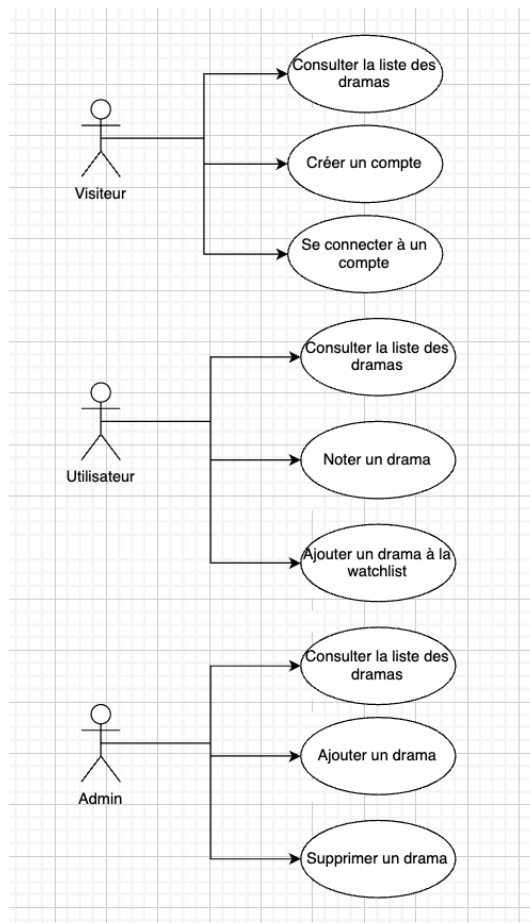 Consulter la liste des
dramas
Créer un compte
Visiteur
Se connecter à un
compte
Consulter la liste des
dramas
Noter un drama
Utilisateur
Ajouter un drama à la
watchlist
Consulter la liste des
dramas
Ajouter un drama
Admin
Supprimer un drama